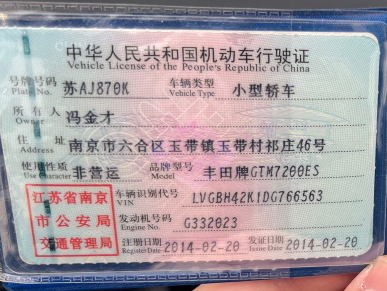 中华人民共和国机动车行驶证
Vehicle License of the People's Republic of China
号牌号码 苏AJ870K 车辆类型 小型轿车
Plate No. Vehicle Type
所有人 冯金才
Owner
住址 南京市六合区玉带镇玉带村祁庄46号
Address
使用性质 非营运 品牌型号 丰田牌GTM7200ES
Use Character Model
江苏省南京市公安局交通管理局
车辆识别代号 LVGBH42K1DG766563
VIN
发动机号码 G332023
Engine No.
注册日期 2014-02-20 发证日期 2014-02-20
Register Date Issue Date